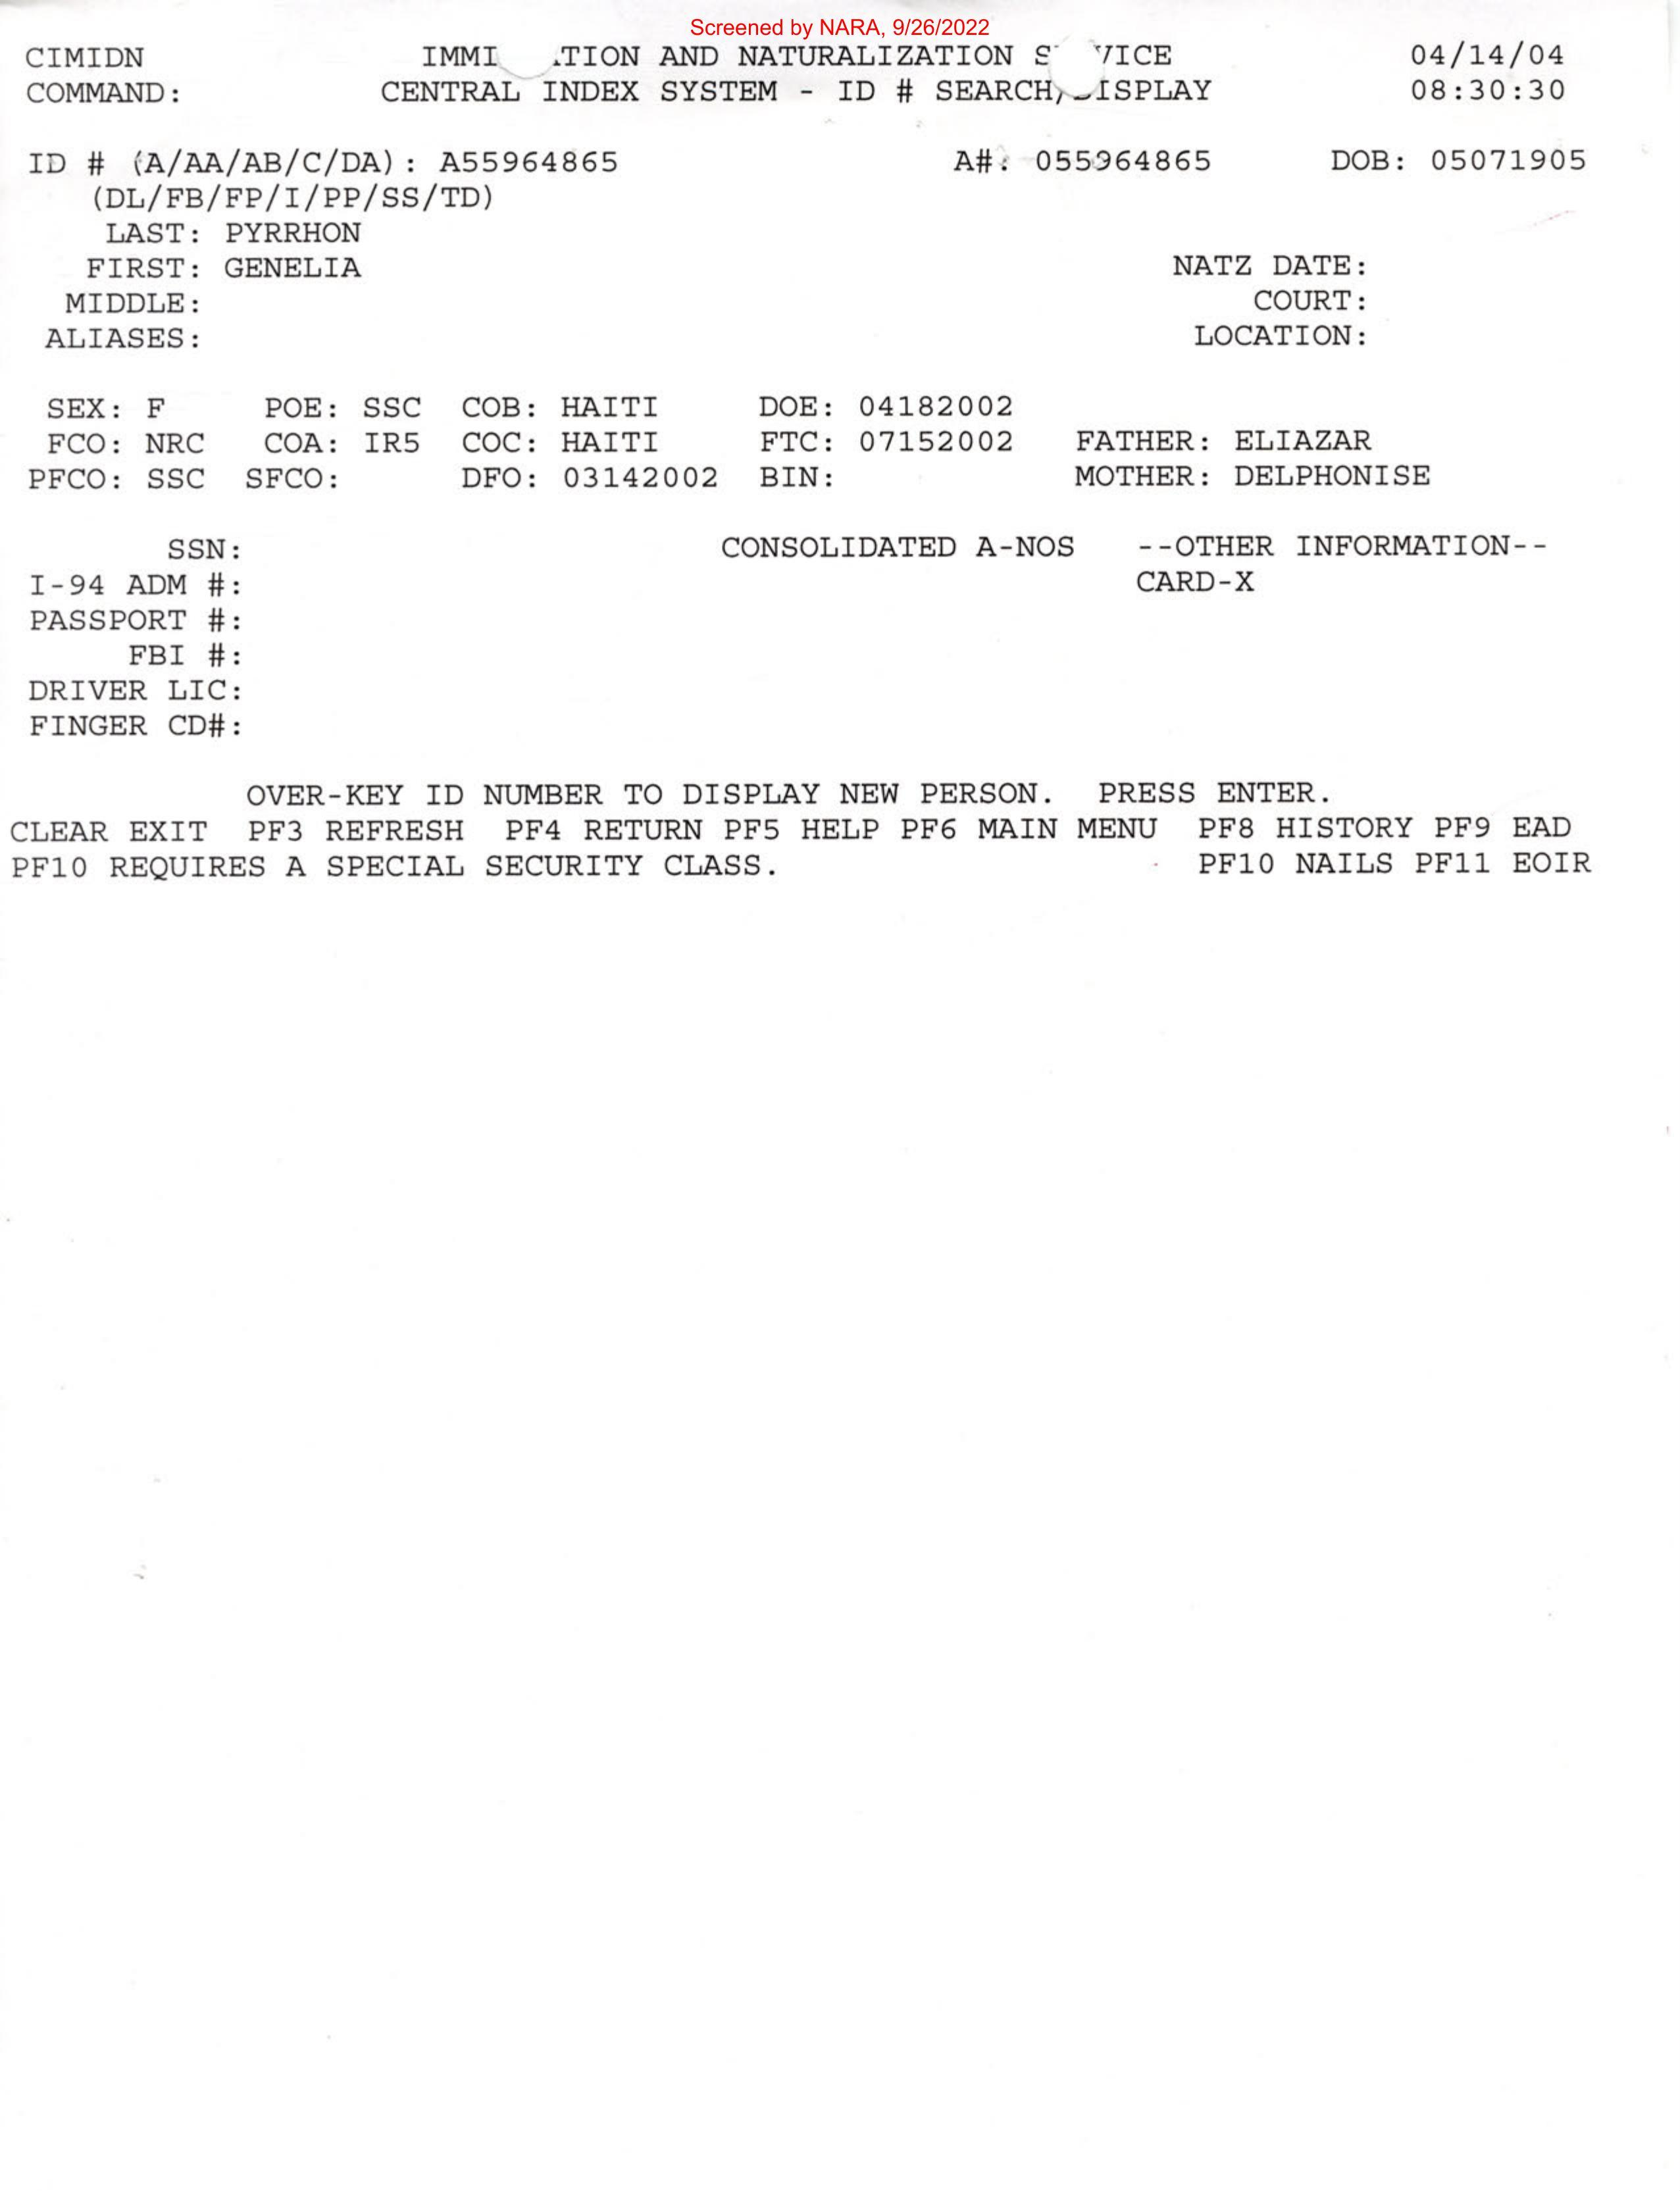 Screened by NARA, 9/26/2022
CIMIDN IMMI TION AND NATURALIZATION S VICE 04/14/04
COMMAND: CENTRAL INDEX SYSTEM - ID # SEARCH/ ISPLAY 08:30:30
ID # (A/AA/AB/C/DA): A55964865 A#: 055964865 DOB: 05071905
(DL/FB/FP/I/PP/SS/TD)
LAST: PYRRHON
FIRST: GENELIA NATZ DATE:
MIDDLE: COURT:
ALIASES: LOCATION:
SEX: F POE: SSC COB: HAITI DOE: 04182002
FCO: NRC COA: IR5 COC: HAITI FTC: 07152002 FATHER: ELIAZAR
PFCO: SSC SFCO: DFO: 03142002 BIN: MOTHER: DELPHONISE
SSN: CONSOLIDATED A-NOS --OTHER INFORMATION--
I-94 ADM #: CARD-X
PASSPORT #:
FBI #:
DRIVER LIC:
FINGER CD#:
OVER-KEY ID NUMBER TO DISPLAY NEW PERSON. PRESS ENTER.
CLEAR EXIT PF3 REFRESH PF4 RETURN PF5 HELP PF6 MAIN MENU PF8 HISTORY PF9 EAD
PF10 REQUIRES A SPECIAL SECURITY CLASS. PF10 NAILS PF11 EOIR